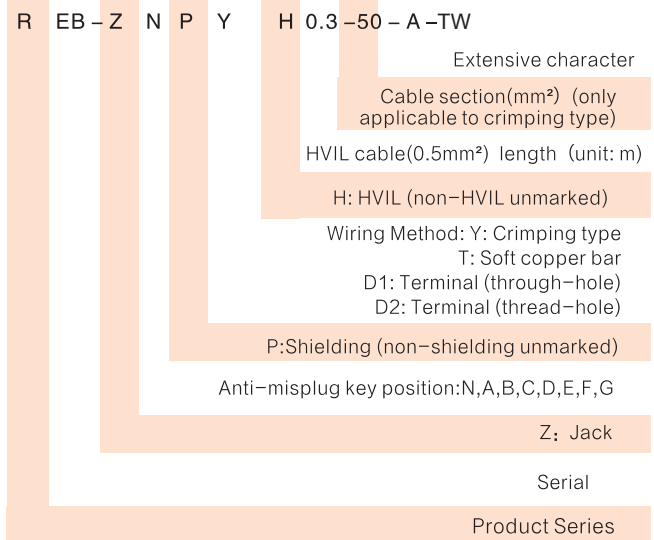 R EB – Z N P Y H 0.3 –50 – A –TW
Extensive character
Cable section(mm²) (only
applicable to crimping type)
HVIL cable(0.5mm²) length (unit: m)
H: HVIL (non−HVIL unmarked)
Wiring Method: Y: Crimping type
T: Soft copper bar
D1: Terminal (through−hole)
D2: Terminal (thread−hole)
P:Shielding (non−shielding unmarked)
Anti−misplug key position:N,A,B,C,D,E,F,G
Z: Jack
Serial
Product Series